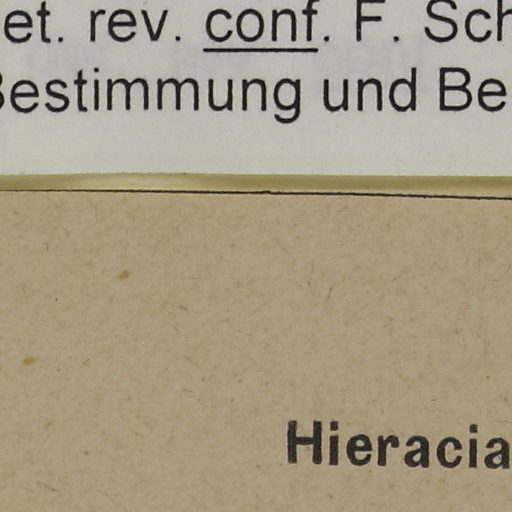 et. rev. conf. F. Sch
Bestimmung und Be
Hieracia